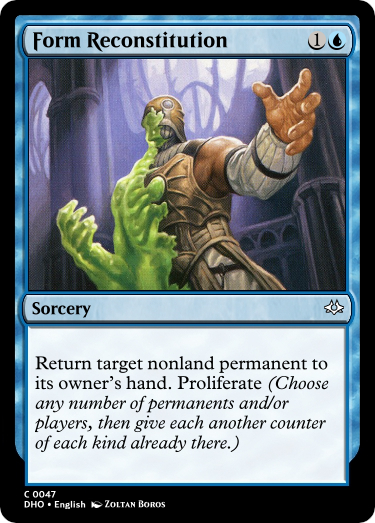 Form Reconstitution 1
Sorcery
Return target nonland permanent to
its owner's hand. Proliferate (Choose
any number of permanents and/or
players, then give each another counter
of each kind already there.)
C 0047
DHO • English Zoltan Boros